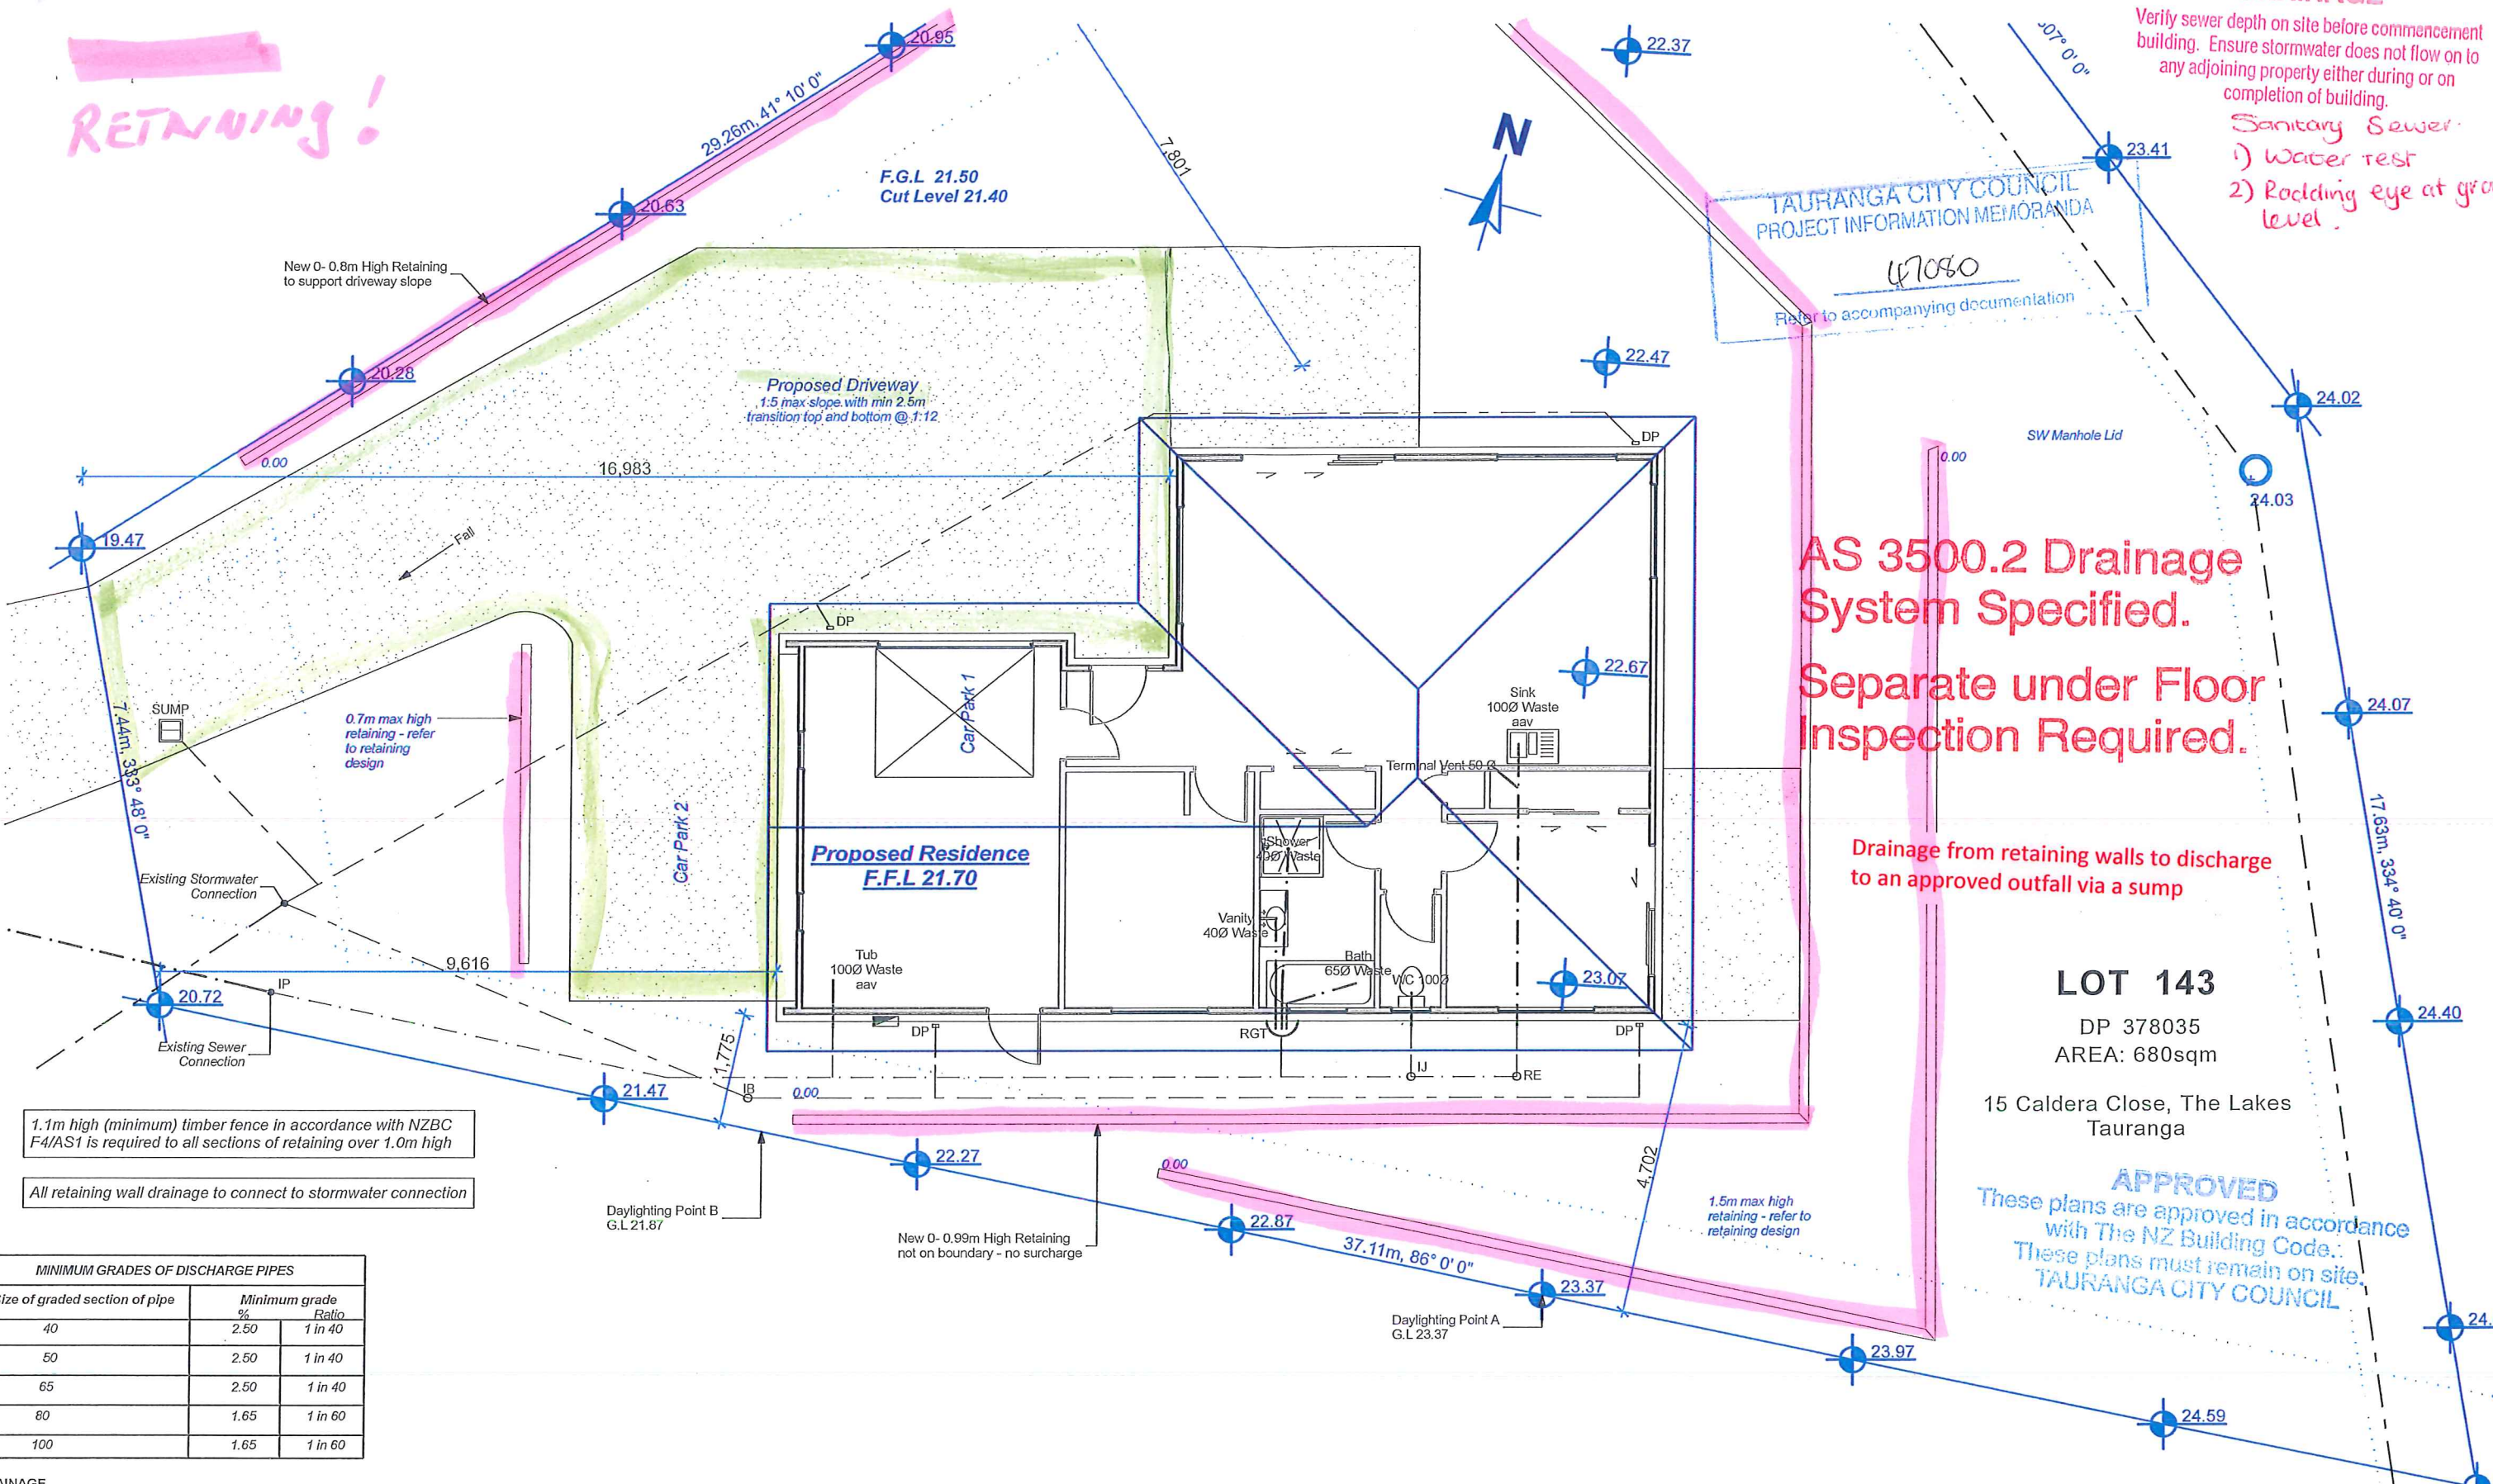 RETAINING!
20.95
29.26m, 41° 10' 0"
20.63
20.28
0.00
19.47
New 0- 0.8m High Retaining
to support driveway slope
F.G.L 21.50
Cut Level 21.40
7,801
N
22.37
22.47
Verify sewer depth on site before commencement
building. Ensure stormwater does not flow on to
any adjoining property either during or on
completion of building.
Sanitary Sewer.
1) Water Test
2) Rodding eye at
level.
TAURANGA CITY COUNCIL
PROJECT INFORMATION MEMORANDA
47080
Refer to accompanying documentation
23.41
24.02
SW Manhole Lid
24.03
0.00
Proposed Driveway
1:5 max slope with min 2.5m
transition top and bottom @ 1:12
16,983
Fall
DP
DP
AS 3500.2 Drainage
System Specified.
Separate under Floor
Inspection Required.
22.67
Sink
100Ø Waste
aav
Terminal Vent 50 Ø
24.07
SUMP
7.44m, 333° 48' 0"
0.7m max high
retaining - refer
to retaining
design
Car Park 1
Car Park 2
Proposed Residence
F.F.L 21.70
Shower
40Ø Waste
Vanity
40Ø Waste
Bath
65Ø Waste
WC 100Ø
23.07
Tub
100Ø Waste
aav
17.63m, 334° 40' 0"
Drainage from retaining walls to discharge
to an approved outfall via a sump
Existing Stormwater
Connection
9,616
IP
20.72
Existing Sewer
Connection
DP
RGT
DP
IJ
RE
1,775
IB
0.00
21.47
LOT 143
DP 378035
AREA: 680sqm
15 Caldera Close, The Lakes
Tauranga
24.40
1.1m high (minimum) timber fence in accordance with NZBC
F4/AS1 is required to all sections of retaining over 1.0m high
All retaining wall drainage to connect to stormwater connection
22.27
0.00
4,702
Daylighting Point B
G.L 21.87
New 0- 0.99m High Retaining
not on boundary - no surcharge
22.87
37.11m, 86° 0' 0"
23.37
Daylighting Point A
G.L 23.37
1.5m max high
retaining - refer to
retaining design
APPROVED
These plans are approved in accordance
with The NZ Building Code.
These plans must remain on site.
TAURANGA CITY COUNCIL
24.
23.97
24.59
MINIMUM GRADES OF DISCHARGE PIPES
Size of graded section of pipe Minimum grade
% Ratio
40 2.50 1 in 40
50 2.50 1 in 40
65 2.50 1 in 40
80 1.65 1 in 60
100 1.65 1 in 60